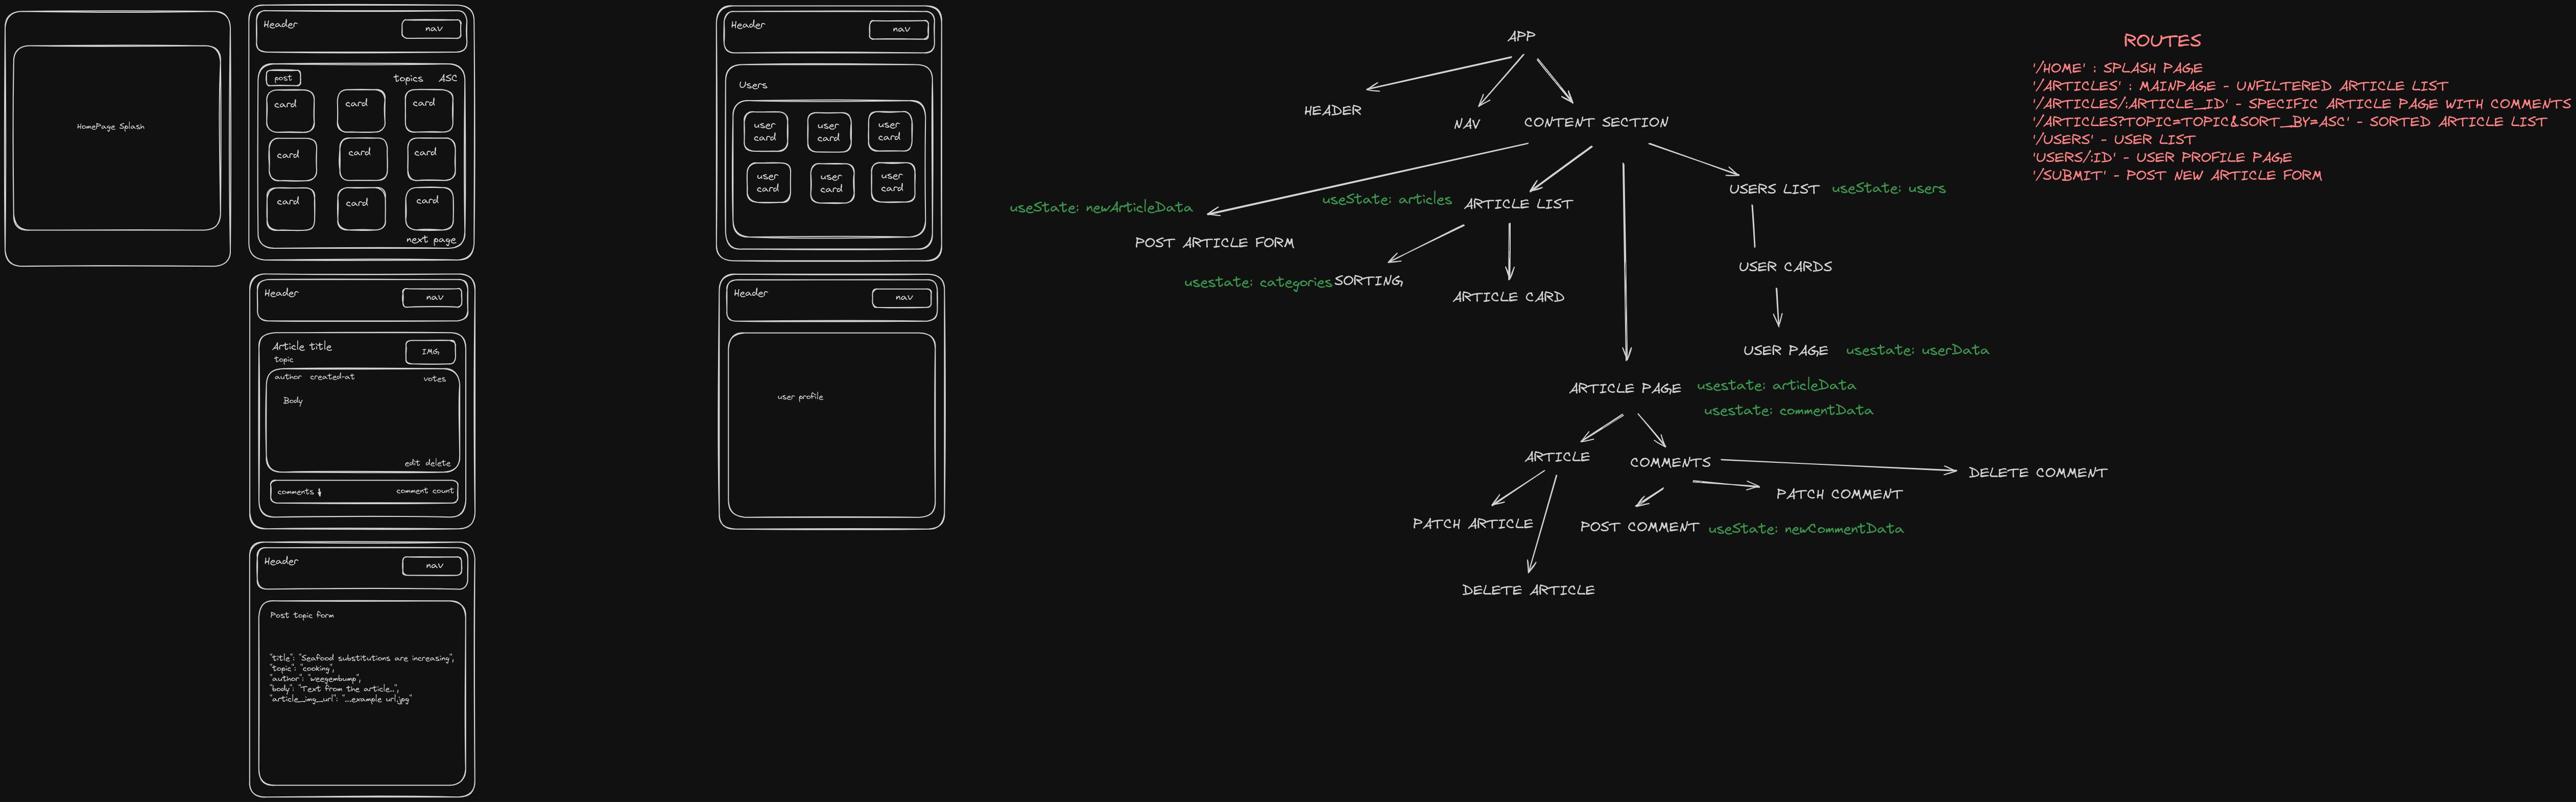 HomePage Splash
Header
nav
post
topics ASC
card
card
card
card
card
card
card
card
card
next page
Header
nav
Article title
topic
IMG
author created-at
votes
Body
edit delete
comments
comment count
Header
nav
Post topic form
"title": "Seafood substitutions are increasing",
"topic": "cooking",
"author": "weegembump",
"body": "Text from the article..",
"article_img_url": "...example url.jpg"
Header
nav
Users
user
card
user
card
user
card
user
card
user
card
user
card
Header
nav
user profile
APP
HEADER
NAV
CONTENT SECTION
useState: newArticleData
POST ARTICLE FORM
useState: articles
ARTICLE LIST
usestate: categories
SORTING
ARTICLE CARD
USERS LIST
useState: users
USER CARDS
USER PAGE
usestate: userData
ARTICLE PAGE
usestate: articleData
usestate: commentData
ARTICLE
COMMENTS
DELETE COMMENT
PATCH COMMENT
PATCH ARTICLE
POST COMMENT
useState: newCommentData
DELETE ARTICLE
ROUTES
'/HOME' : SPLASH PAGE
'/ARTICLES' : MAINPAGE - UNFILTERED ARTICLE LIST
'/ARTICLES/:ARTICLE_ID' - SPECIFIC ARTICLE PAGE WITH COMMENTS
'/ARTICLES?TOPIC=TOPIC&SORT_BY=ASC' - SORTED ARTICLE LIST
'/USERS' - USER LIST
'USERS/:ID' - USER PROFILE PAGE
'/SUBMIT' - POST NEW ARTICLE FORM